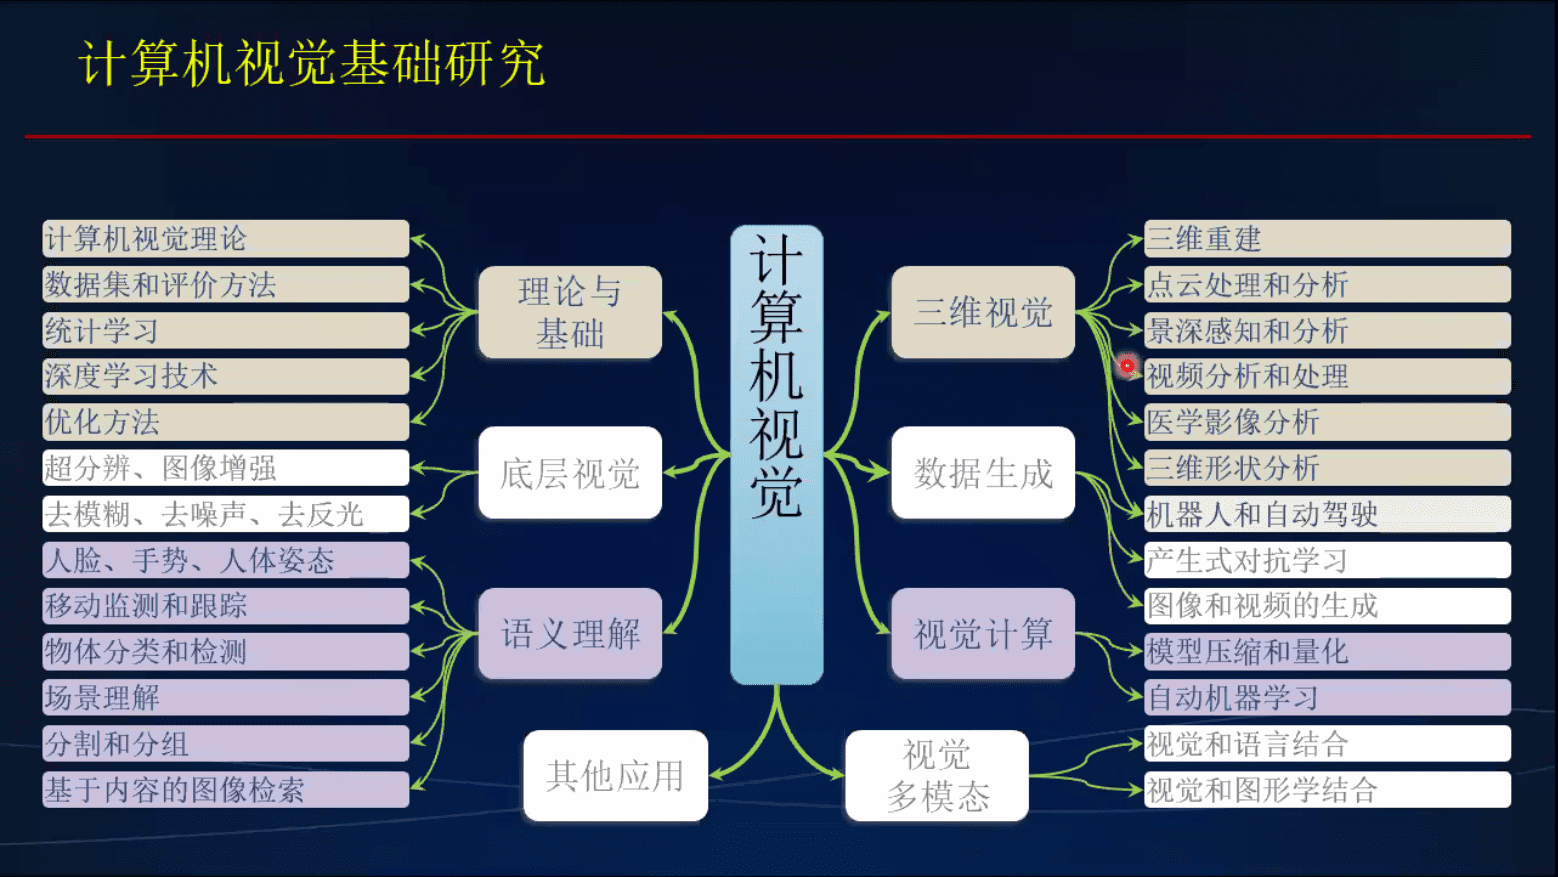 计算机视觉基础研究
计算机视觉理论
数据集和评价方法
统计学习
深度学习技术
优化方法
超分辨、图像增强
去模糊、去噪声、去反光
人脸、手势、人体姿态
移动监测和跟踪
物体分类和检测
场景理解
分割和分组
基于内容的图像检索
理论与
基础
底层视觉
语义理解
其他应用
计算机视觉
三维视觉
数据生成
视觉计算
视觉
多模态
三维重建
点云处理和分析
景深感知和分析
视频分析和处理
医学影像分析
三维形状分析
机器人和自动驾驶
产生式对抗学习
图像和视频的生成
模型压缩和量化
自动机器学习
视觉和语言结合
视觉和图形学结合